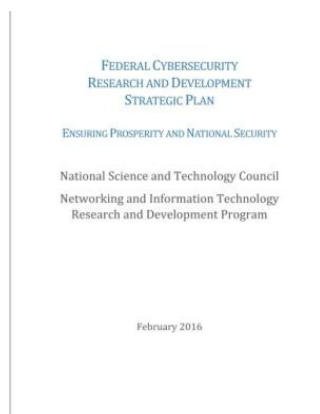 FEDERAL CYBERSECURITY
RESEARCH AND DEVELOPMENT
STRATEGIC PLAN
ENSURING PROSPERITY AND NATIONAL SECURITY
National Science and Technology Council
Networking and Information Technology
Research and Development Program
February 2016